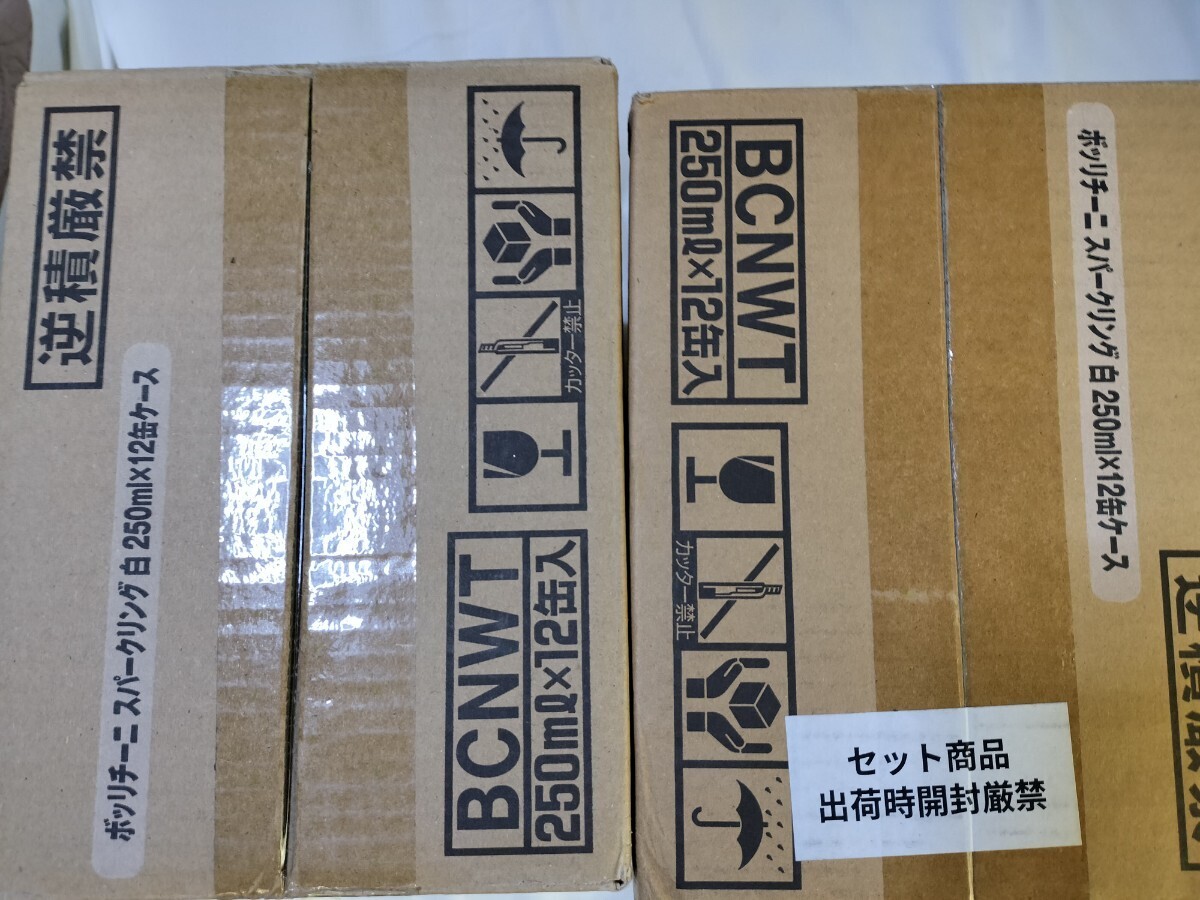 逆積厳禁
ボッリチーニ スパークリング 白 250ml×12缶ケース
カッター禁止
BCNWT
250mℓ×12缶入
BCNWT
250mℓ×12缶入
カッター禁止
ボッリチーニ スパークリング 白 250ml×12缶ケース
逆積厳禁
セット商品
出荷時開封厳禁